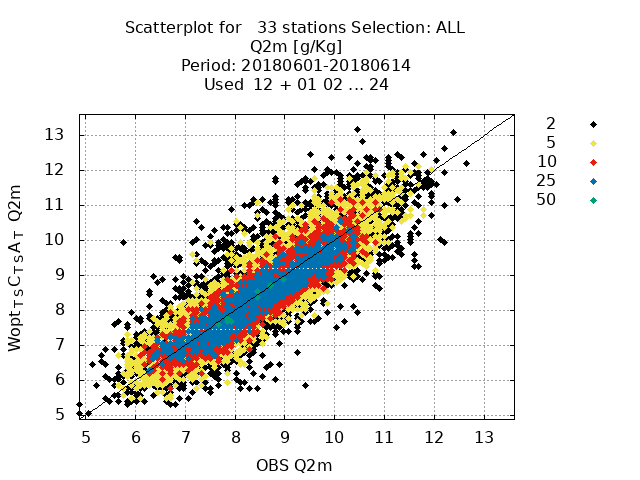 Scatterplot for   33 stations Selection: ALL
Q2m [g/Kg]
Period: 20180601-20180614
Used  12 + 01 02 ... 24
2
5
10
25
50
13
12
11
10
9
8
7
6
5
Wopt T S C T S A T  Q2m
5 6 7 8 9 10 11 12 13
OBS Q2m